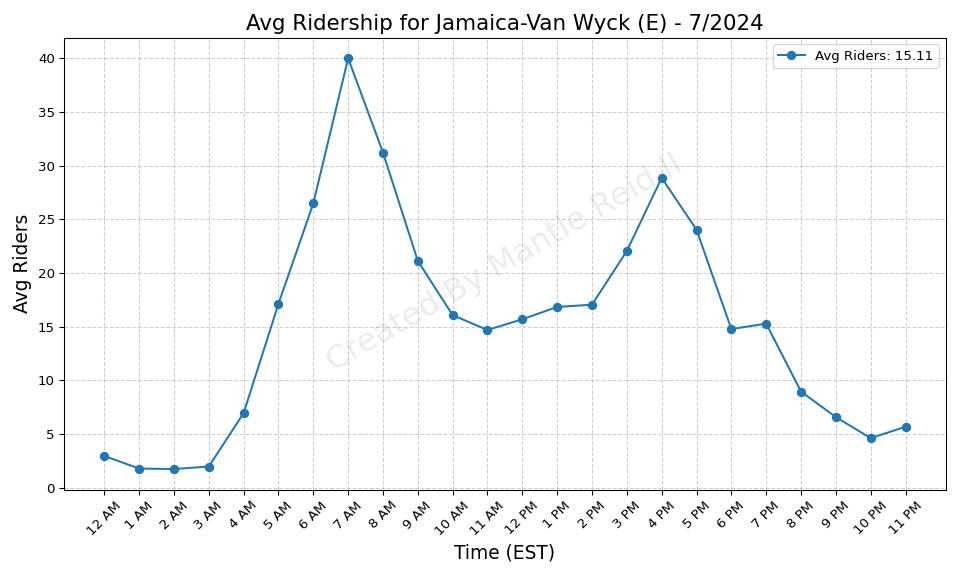 Avg Ridership for Jamaica-Van Wyck (E) - 7/2024
Avg Riders: 15.11
40
35
30
25
20
15
10
5
0
Avg Riders
Created By Mantle Reid II
12 AM
1 AM
2 AM
3 AM
4 AM
5 AM
6 AM
7 AM
8 AM
9 AM
10 AM
11 AM
12 PM
1 PM
2 PM
3 PM
4 PM
5 PM
6 PM
7 PM
8 PM
9 PM
10 PM
11 PM
Time (EST)